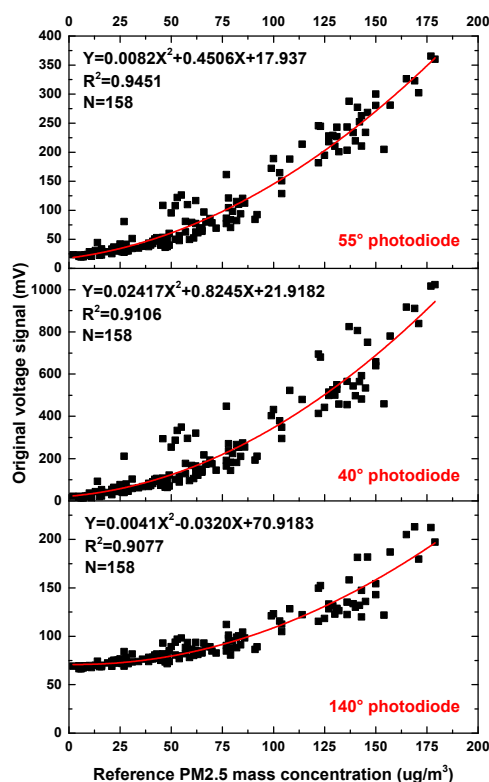 0 25 50 75 100 125 150 175 200
400
350
300
250
200
150
100
50
0
Y=0.0082X²+0.4506X+17.937
R²=0.9451
N=158
55° photodiode
1000
800
600
400
200
0
Y=0.02417X²+0.8245X+21.9182
R²=0.9106
N=158
40° photodiode
200
150
100
50
0
Y=0.0041X²-0.0320X+70.9183
R²=0.9077
N=158
140° photodiode
0 25 50 75 100 125 150 175 200
Original voltage signal (mV)
Reference PM2.5 mass concentration (ug/m³)